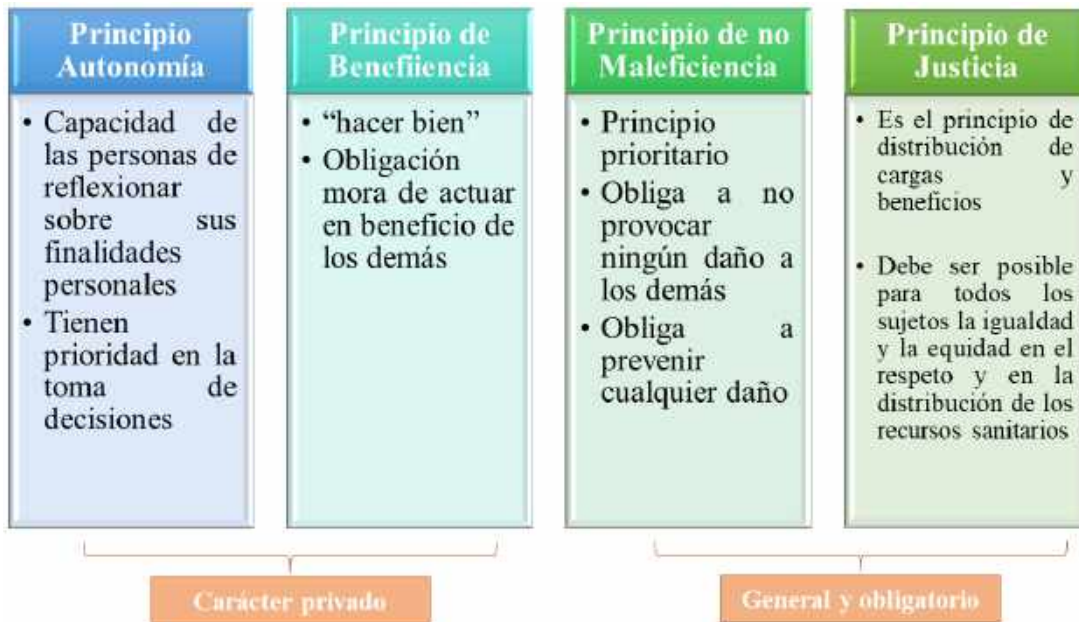 Principio
Autonomía
• Capacidad de
las personas de
reflexionar
sobre sus
finalidades
personales
• Tienen
prioridad en la
toma de
decisiones
Principio de
Benefiiencia
• “hacer bien”
• Obligación
mora de actuar
en beneficio de
los demás
Principio de no
Maleficiencia
• Principio
prioritario
• Obliga a no
provocar
ningún daño a
los demás
• Obliga a
prevenir
cualquier daño
Principio de
Justicia
• Es el principio de
distribución de
cargas y
beneficios
• Debe ser posible
para todos los
sujetos la igualdad
y la equidad en el
respeto y en la
distribución de los
recursos sanitarios
Carácter privado
General y obligatorio